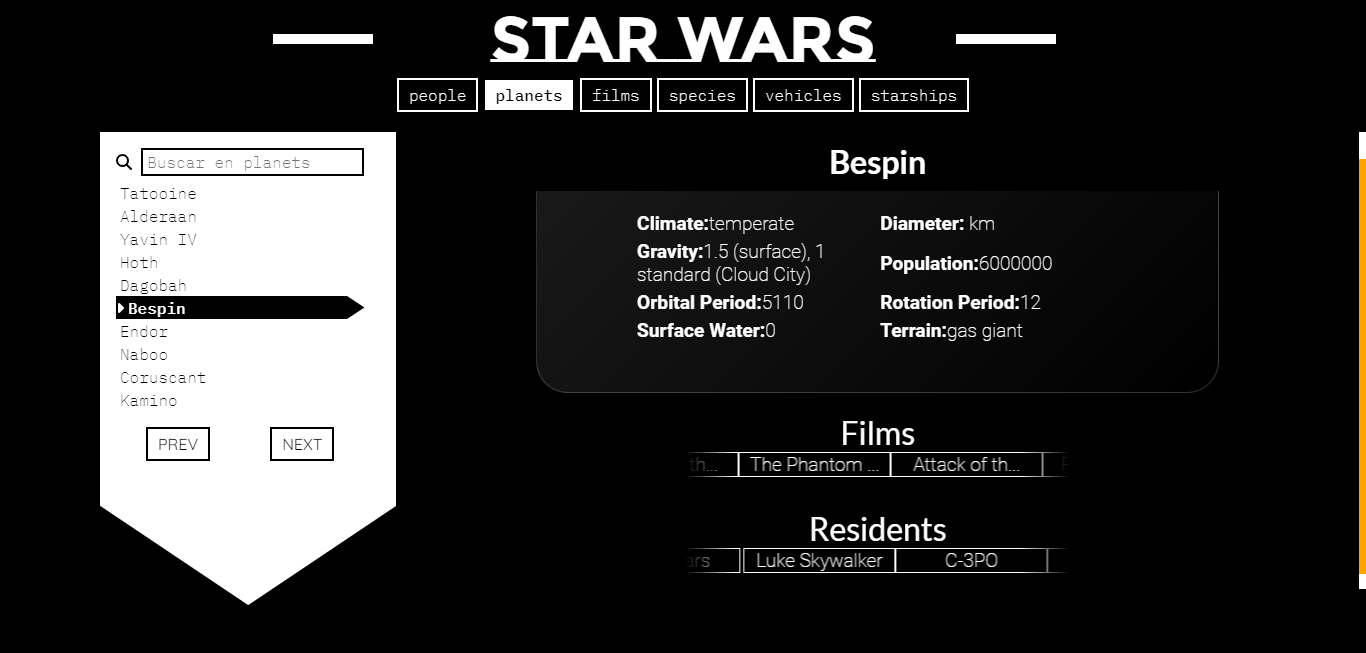 STAR WARS
people planets films species vehicles starships
Buscar en planets
Tatooine
Alderaan
Yavin IV
Hoth
Dagobah
Bespin
Endor
Naboo
Coruscant
Kamino
PREV NEXT
Bespin
Climate:temperate Diameter: km
Gravity:1.5 (surface), 1
standard (Cloud City)
Population:6000000
Orbital Period:5110 Rotation Period:12
Surface Water:0 Terrain:gas giant
Films
th... The Phantom ... Attack of th...
Residents
ars Luke Skywalker C-3PO